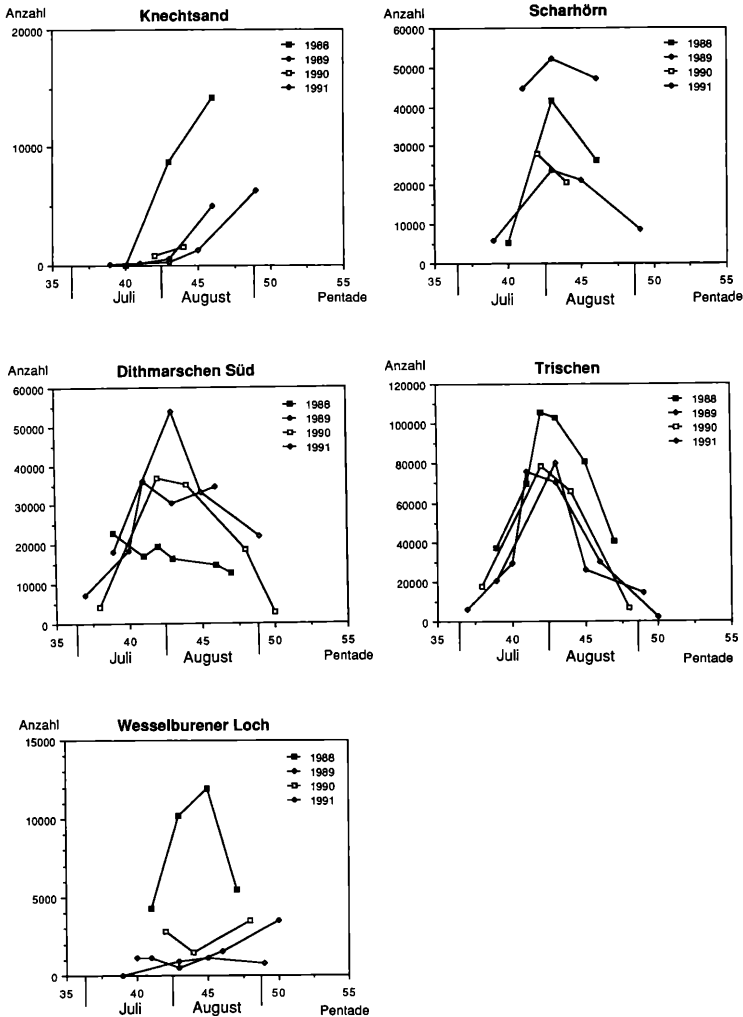 Anzahl
Knechtsand
20000
10000
0
1988
1989
1990
1991
35 40 45 50 55
Juli August Pentade
Anzahl
Scharhörn
60000
50000
40000
30000
20000
10000
0
1988
1989
1990
1991
35 40 45 50 55
Juli August Pentade
Anzahl
Dithmarschen Süd
60000
50000
40000
30000
20000
10000
0
1988
1989
1990
1991
35 40 45 50 55
Juli August Pentade
Anzahl
Trischen
120000
100000
80000
60000
40000
20000
0
1988
1989
1990
1991
35 40 45 50 55
Juli August Pentade
Anzahl
Wesselburener Loch
15000
10000
5000
0
1988
1989
1990
1991
35 40 45 50 55
Juli August Pentade